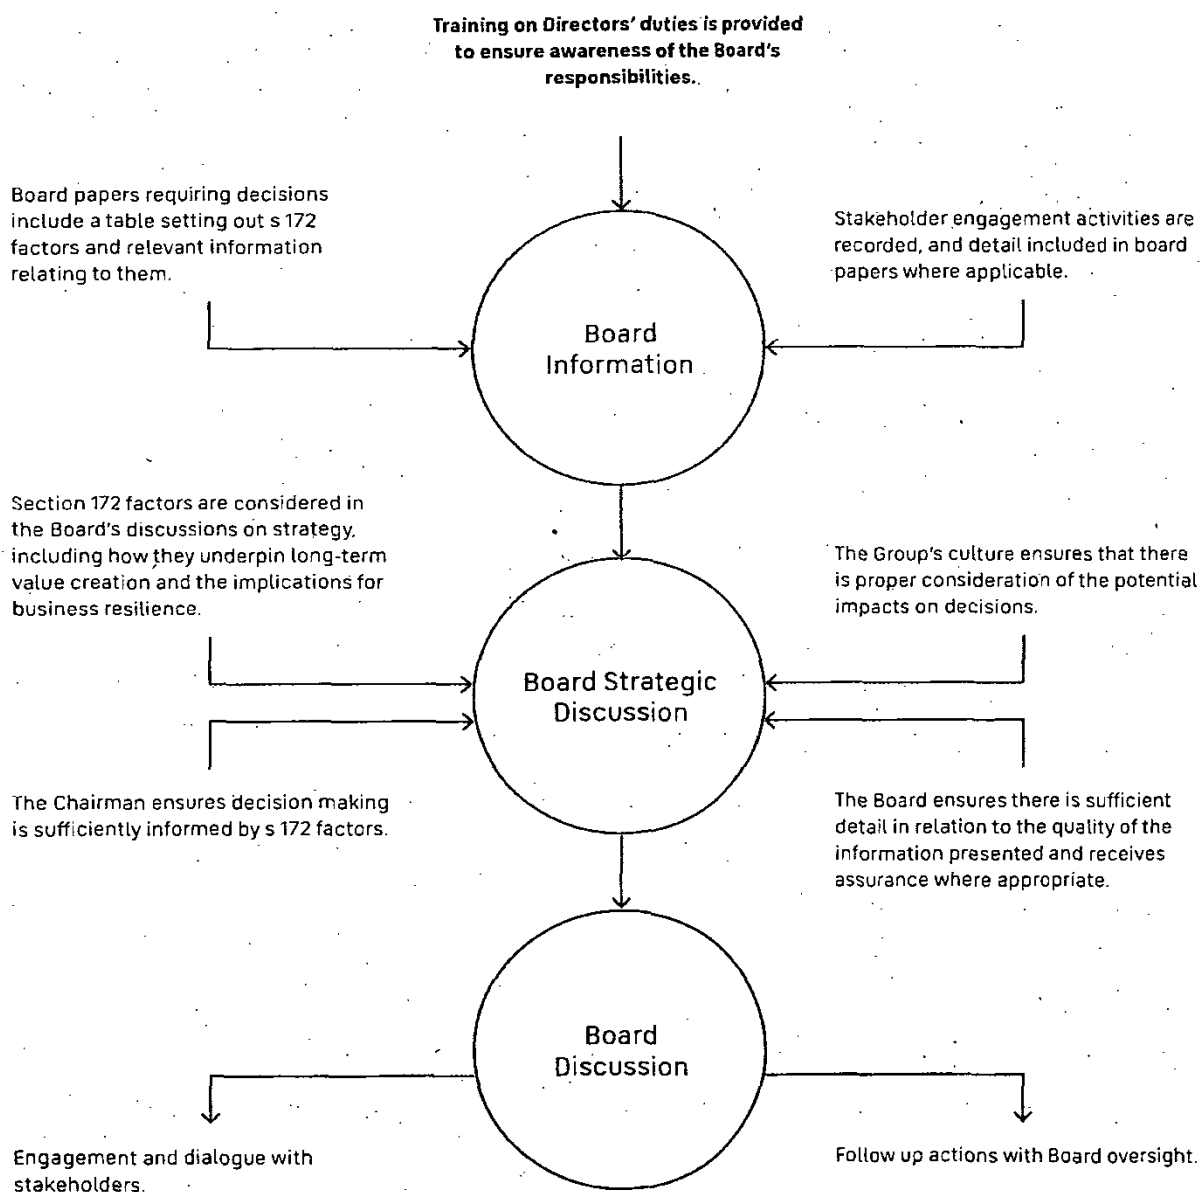 Training on Directors' duties is provided
to ensure awareness of the Board's
responsibilities.
Board papers requiring decisions
include a table setting out s 172
factors and relevant information
relating to them.
Stakeholder engagement activities are
recorded, and detail included in board
papers where applicable.
Board
Information
Section 172 factors are considered in
the Board's discussions on strategy,
including how they underpin long-term
value creation and the implications for
business resilience.
The Group's culture ensures that there
is proper consideration of the potential
impacts on decisions.
Board Strategic
Discussion
The Chairman ensures decision making
is sufficiently informed by s 172 factors.
The Board ensures there is sufficient
detail in relation to the quality of the
information presented and receives
assurance where appropriate.
Board
Discussion
Engagement and dialogue with
stakeholders.
Follow up actions with Board oversight.